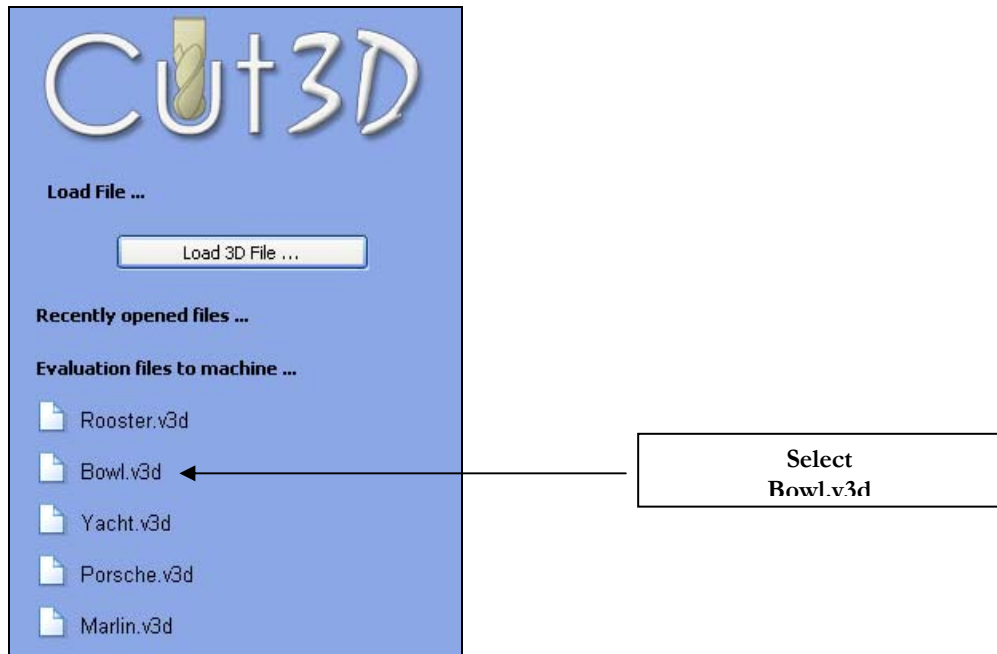 Cut3D
Load File ...
Load 3D File ...
Recently opened files ...
Evaluation files to machine ...
Rooster.v3d
Bowl.v3d
Yacht.v3d
Porsche.v3d
Marlin.v3d
Select
Bowl.v3d